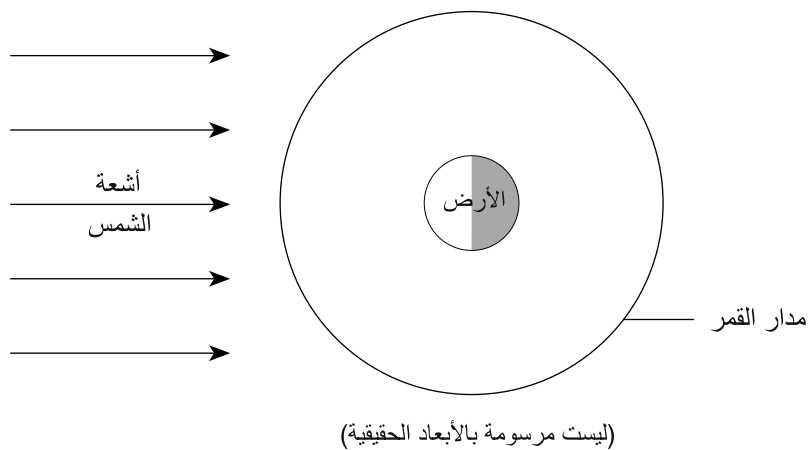 أشعة
الشمس
الأرض
مدار القمر
(ليست مرسومة بالأبعاد الحقيقية)